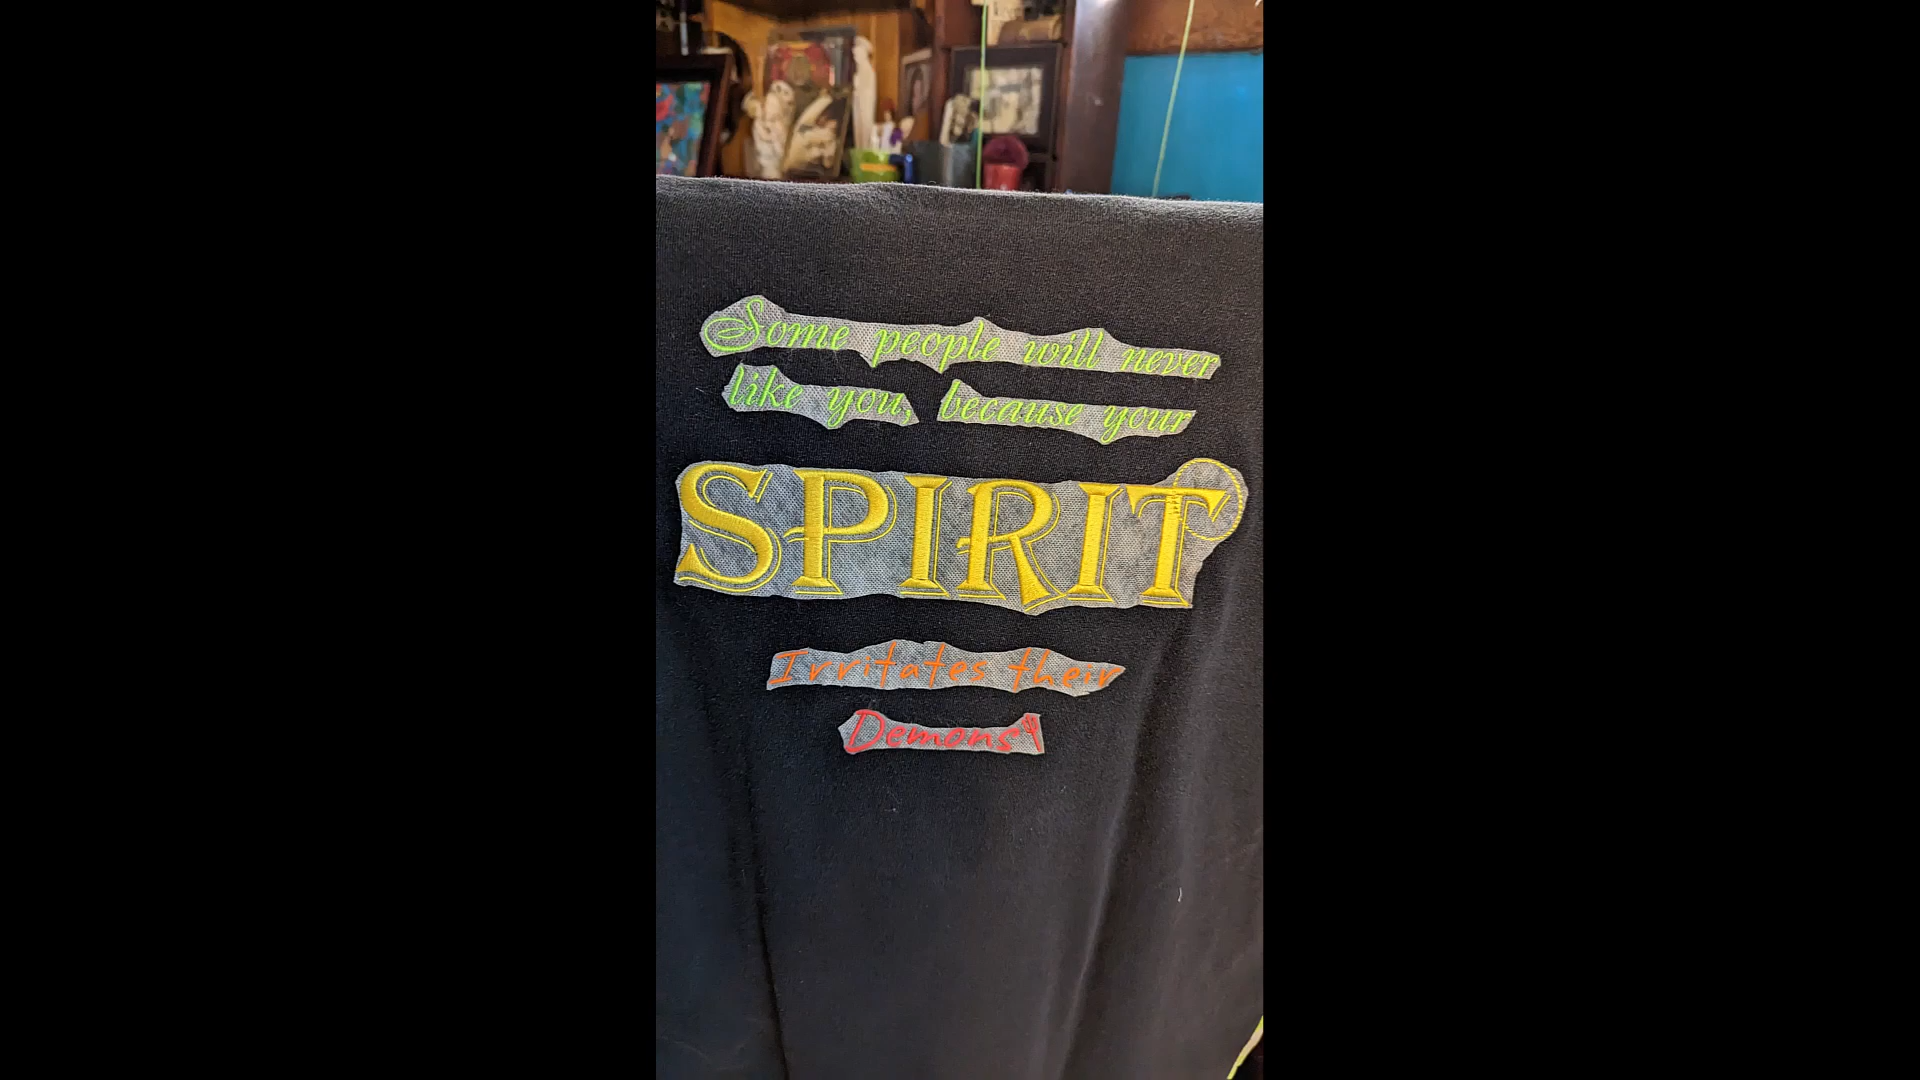 Some people will never
like you, because your
SPIRIT
Irritates their
Demons